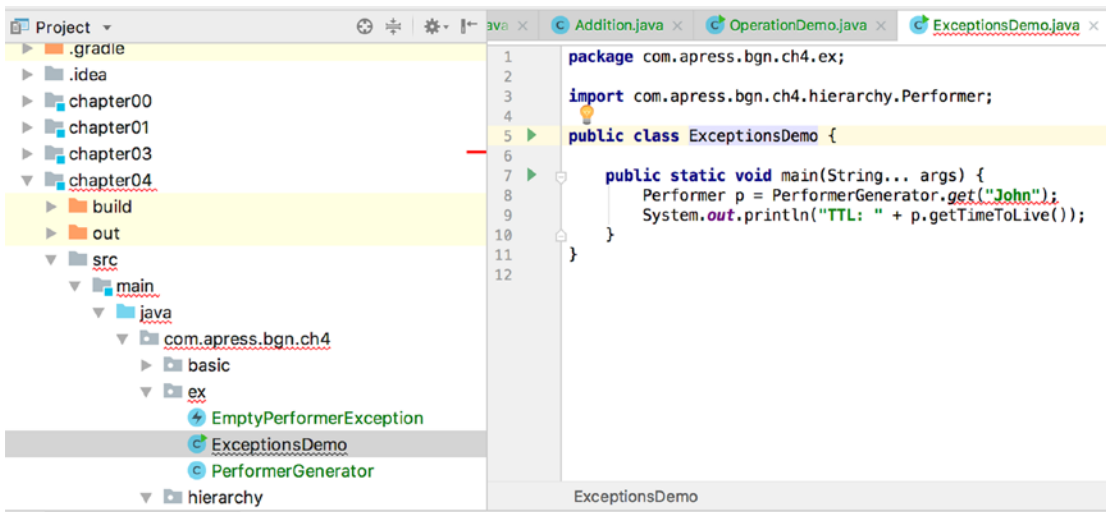 Project
ava
Addition.java
OperationDemo.java
ExceptionsDemo.java
.gradle
.idea
chapter00
chapter01
chapter03
chapter04
build
out
src
main
java
com.apress.bgn.ch4
basic
ex
EmptyPerformerException
ExceptionsDemo
PerformerGenerator
hierarchy
1 package com.apress.bgn.ch4.ex;
2
3 import com.apress.bgn.ch4.hierarchy.Performer;
4
5 public class ExceptionsDemo {
6
7 public static void main(String... args) {
8 Performer p = PerformerGenerator.get("John");
9 System.out.println("TTL: " + p.getTimeToLive());
10 }
11 }
12
ExceptionsDemo